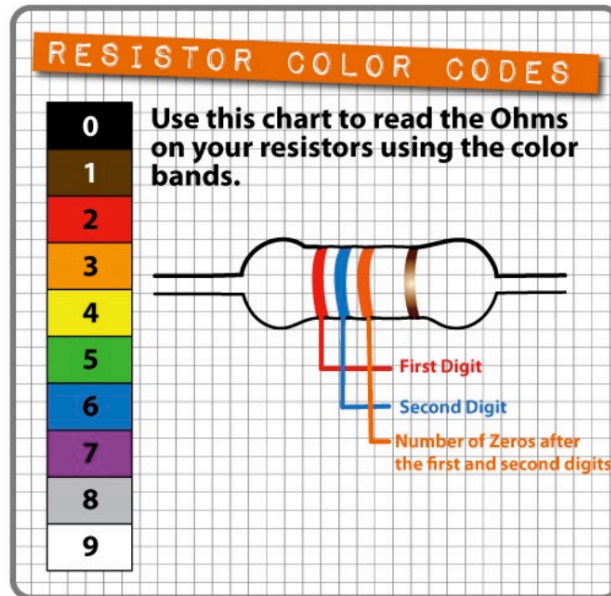 RESISTOR COLOR CODES
0
1
2
3
4
5
6
7
8
9
Use this chart to read the Ohms
on your resistors using the color
bands.
First Digit
Second Digit
Number of Zeros after
the first and second digits